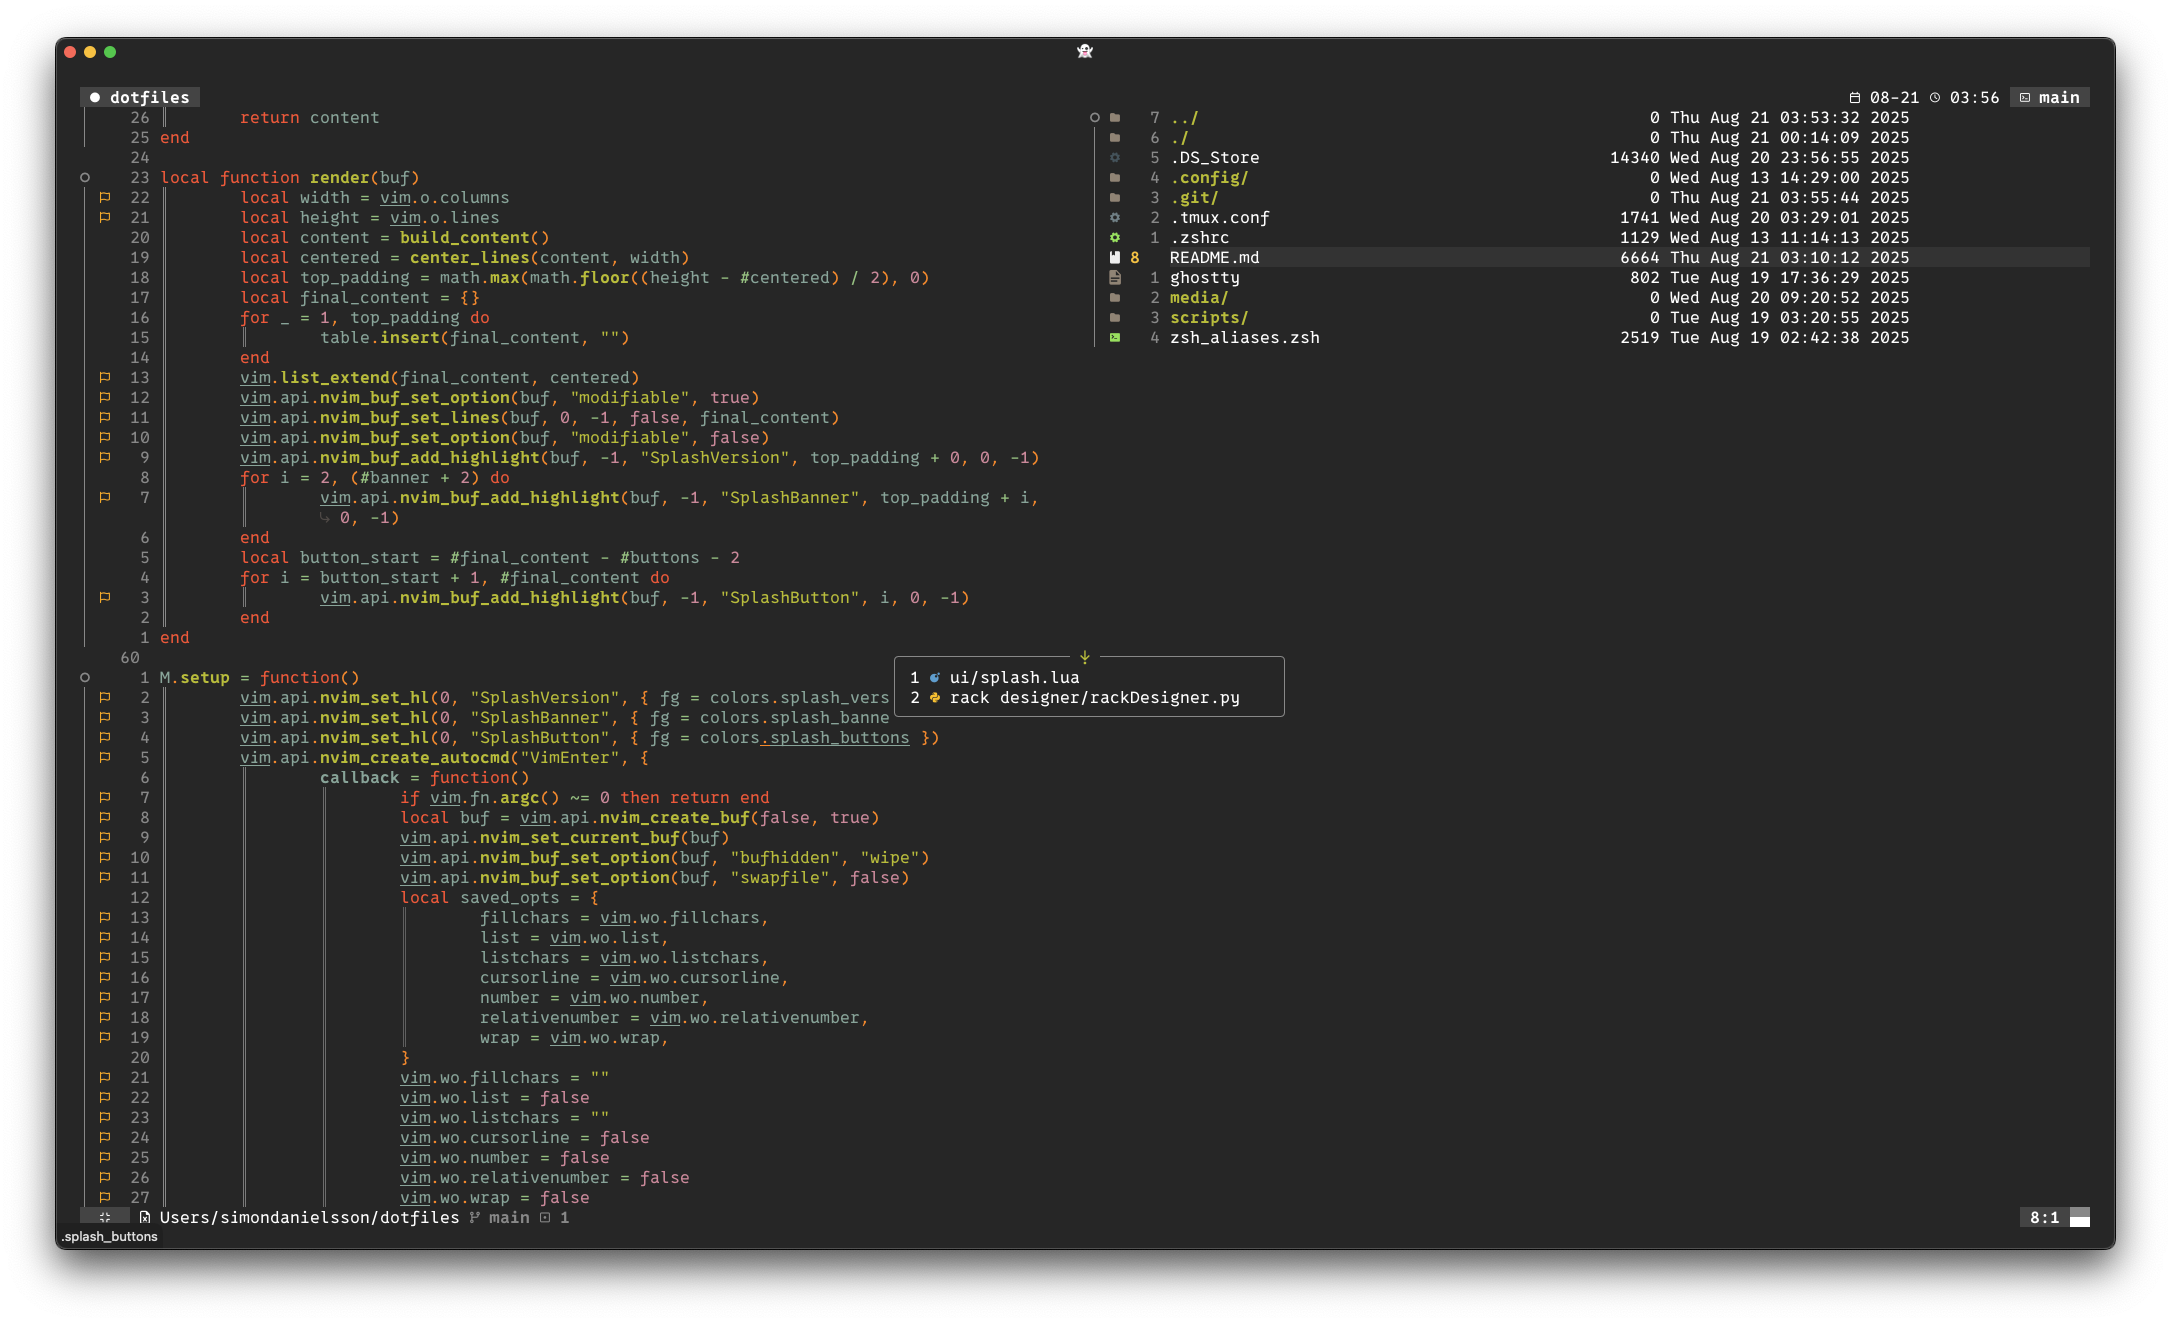 dotfiles
08-21 03:56 main
26 return content
25 end
24
23 local function render(buf)
22 local width = vim.o.columns
21 local height = vim.o.lines
20 local content = build_content()
19 local centered = center_lines(content, width)
18 local top_padding = math.max(math.floor((height - #centered) / 2), 0)
17 local final_content = {}
16 for _ = 1, top_padding do
15 table.insert(final_content, "")
14 end
13 vim.list_extend(final_content, centered)
12 vim.api.nvim_buf_set_option(buf, "modifiable", true)
11 vim.api.nvim_buf_set_lines(buf, 0, -1, false, final_content)
10 vim.api.nvim_buf_set_option(buf, "modifiable", false)
9 vim.api.nvim_buf_add_highlight(buf, -1, "SplashVersion", top_padding + 0, 0, -1)
8 for i = 2, (#banner + 2) do
7 vim.api.nvim_buf_add_highlight(buf, -1, "SplashBanner", top_padding + i,
↳ 0, -1)
6 end
5 local button_start = #final_content - #buttons - 2
4 for i = button_start + 1, #final_content do
3 vim.api.nvim_buf_add_highlight(buf, -1, "SplashButton", i, 0, -1)
2 end
1 end
60
1 M.setup = function()
2 vim.api.nvim_set_hl(0, "SplashVersion", { fg = colors.splash_vers
3 vim.api.nvim_set_hl(0, "SplashBanner", { fg = colors.splash_banne
4 vim.api.nvim_set_hl(0, "SplashButton", { fg = colors.splash_buttons })
5 vim.api.nvim_create_autocmd("VimEnter", {
6 callback = function()
7 if vim.fn.argc() ~= 0 then return end
8 local buf = vim.api.nvim_create_buf(false, true)
9 vim.api.nvim_set_current_buf(buf)
10 vim.api.nvim_buf_set_option(buf, "bufhidden", "wipe")
11 vim.api.nvim_buf_set_option(buf, "swapfile", false)
12 local saved_opts = {
13 fillchars = vim.wo.fillchars,
14 list = vim.wo.list,
15 listchars = vim.wo.listchars,
16 cursorline = vim.wo.cursorline,
17 number = vim.wo.number,
18 relativenumber = vim.wo.relativenumber,
19 wrap = vim.wo.wrap,
20 }
21 vim.wo.fillchars = ""
22 vim.wo.list = false
23 vim.wo.listchars = ""
24 vim.wo.cursorline = false
25 vim.wo.number = false
26 vim.wo.relativenumber = false
27 vim.wo.wrap = false
7 ../ 0 Thu Aug 21 03:53:32 2025
6 ./ 0 Thu Aug 21 00:14:09 2025
5 .DS_Store 14340 Wed Aug 20 23:56:55 2025
4 .config/ 0 Wed Aug 13 14:29:00 2025
3 .git/ 0 Thu Aug 21 03:55:44 2025
2 .tmux.conf 1741 Wed Aug 20 03:29:01 2025
1 .zshrc 1129 Wed Aug 13 11:14:13 2025
8 README.md 6664 Thu Aug 21 03:10:12 2025
1 ghostty 802 Tue Aug 19 17:36:29 2025
2 media/ 0 Wed Aug 20 09:20:52 2025
3 scripts/ 0 Tue Aug 19 03:20:55 2025
4 zsh_aliases.zsh 2519 Tue Aug 19 02:42:38 2025
1 ui/splash.lua
2 rack designer/rackDesigner.py
Users/simondanielsson/dotfiles main 1
8:1
.splash_buttons